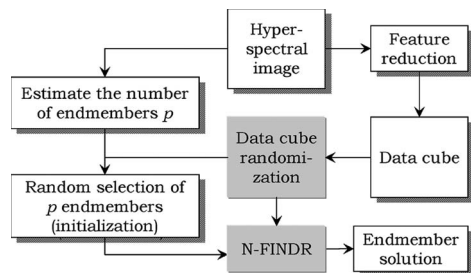 Hyper-
spectral
image
Feature
reduction
Estimate the number
of endmembers p
Data cube
randomi-
zation
Data cube
Random selection of
p endmembers
(initialization)
N-FINDR
Endmember
solution